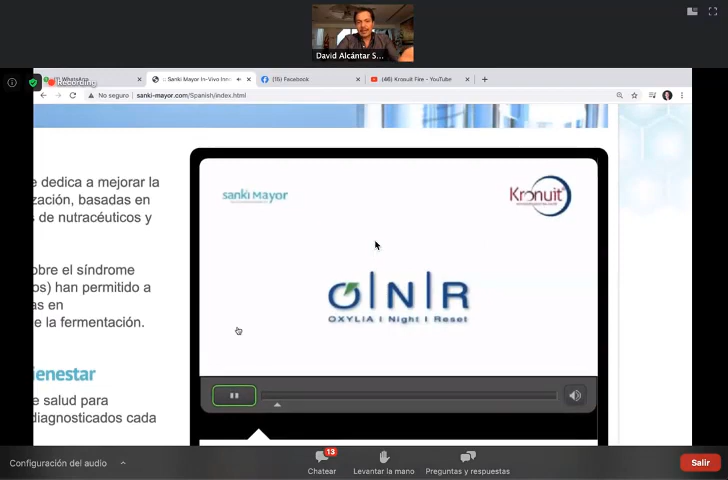 David Alcántar S...
Recording
WhatsApp
:: Sanki Mayor In-Vivo Inn
(15) Facebook
(46) Kronuit Fire - YouTube
No seguro
sanki-mayor.com/Spanish/index.html
e dedica a mejorar la
zación, basadas en
s de nutracéuticos y
obre el síndrome
os) han permitido a
as en
e la fermentación.
ienestar
e salud para
diagnosticados cada
sanki Mayor
Kronuit
O|N|R
OXYLIA | Night | Reset
Configuración del audio
13
Chatear
Levantar la mano
Preguntas y respuestas
Salir